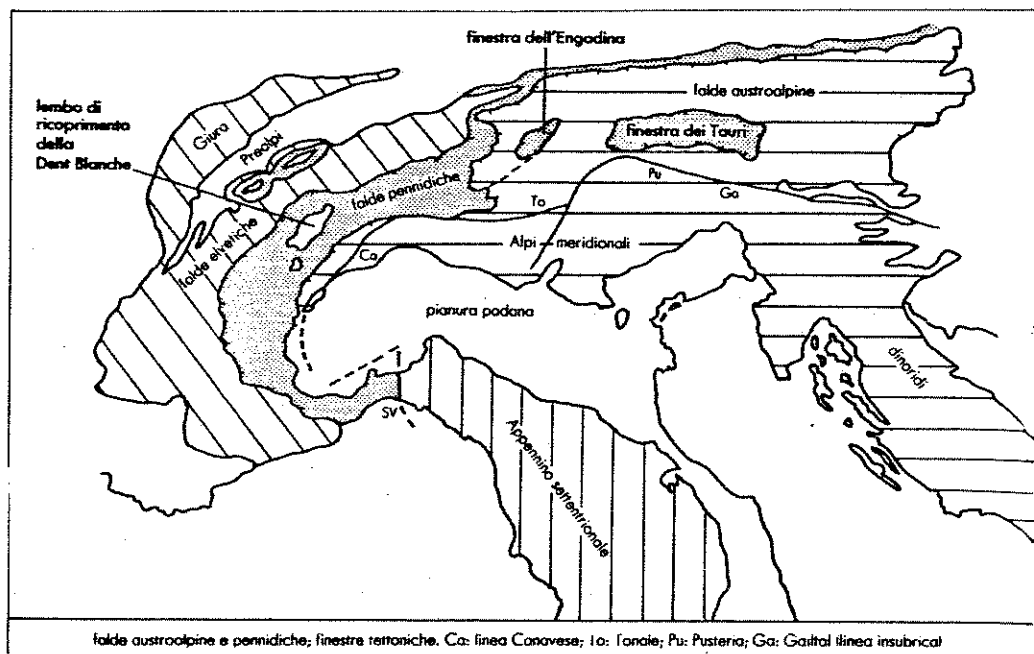 finestra dell'Engadina
lembo di
ricoprimento
della
Dent Blanche
Giura
Prealpi
falde austroalpine
finestra dei Tauri
falde pennidiche
falde elvetiche
Pu
To
Ga
Ca
Alpi meridionali
pianura padana
SV
Appennino settentrionale
dinaridi
falde austroalpine e pennidiche; finestre tettoniche. Ca: linea Canavese; To: Tonale; Pu: Pusteria; Ga: Gailtal (linea insubrica)